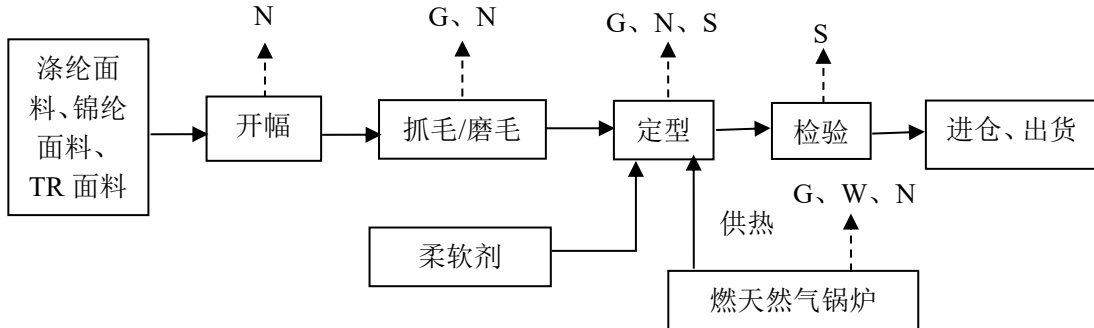 N
G、N
G、N、S
S
涤纶面
料、锦纶
面料、
TR 面料
开幅
抓毛/磨毛
定型
检验
进仓、出货
G、W、N
供热
柔软剂
燃天然气锅炉